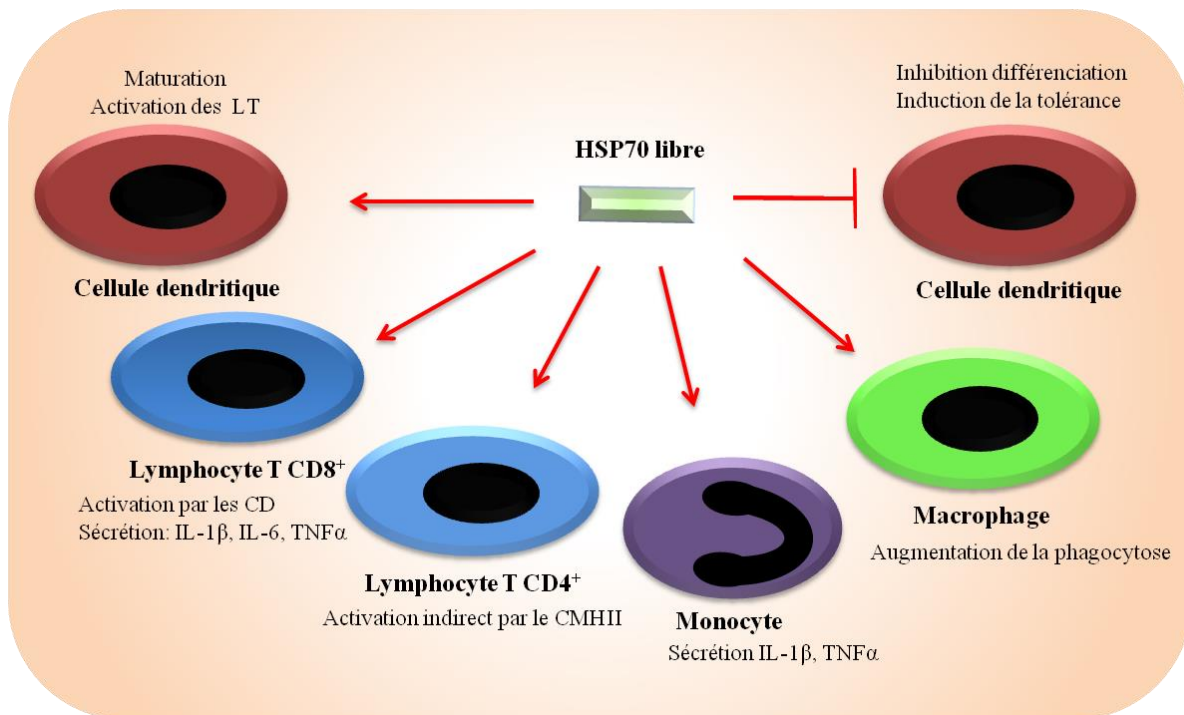 Maturation
Activation des LT
Cellule dendritique
HSP70 libre
Inhibition différenciation
Induction de la tolérance
Cellule dendritique
Lymphocyte T CD8⁺
Activation par les CD
Sécrétion: IL-1β, IL-6, TNFα
Lymphocyte T CD4⁺
Activation indirect par le CMHII
Monocyte
Sécrétion IL-1β, TNFα
Macrophage
Augmentation de la phagocytose